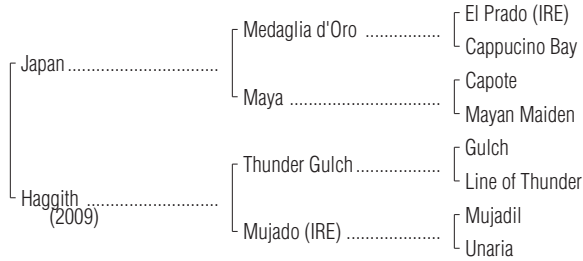 El Prado (IRE)
Medaglia d'Oro ..................
Cappucino Bay
Japan ....................................
Capote
Maya ....................................
Mayan Maiden
Gulch
Thunder Gulch ....................
Line of Thunder
Haggith ................................
(2009)
Mujadil
Mujado (IRE) ......................
Unaria